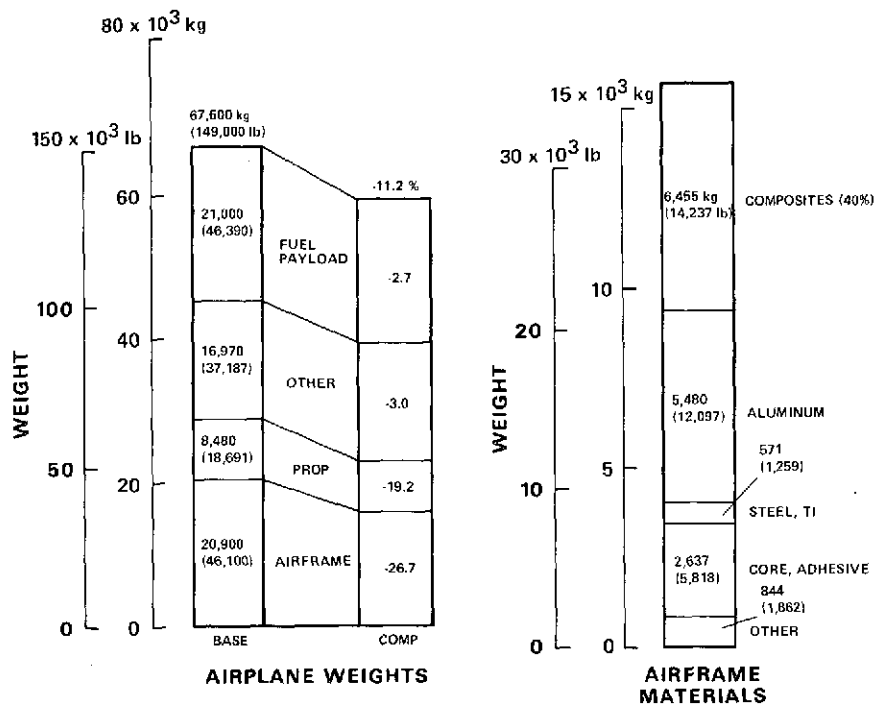 80 x 10³ kg
150 x 10³ lb
60
100
40
50
20
0
0
WEIGHT
67,600 kg
(149,000 lb)
-11.2 %
21,000
(46,390)
FUEL
PAYLOAD
-2.7
16,970
(37,187)
OTHER
-3.0
8,480
(18,691)
PROP
-19.2
20,900
(46,100)
AIRFRAME
-26.7
BASE
COMP
AIRPLANE WEIGHTS
15 x 10³ kg
30 x 10³ lb
10
20
5
10
0
0
WEIGHT
6,455 kg
(14,237 lb)
COMPOSITES (40%)
5,480
(12,097)
ALUMINUM
571
(1,259)
STEEL, TI
2,637
(5,818)
CORE, ADHESIVE
844
(1,862)
OTHER
AIRFRAME
MATERIALS